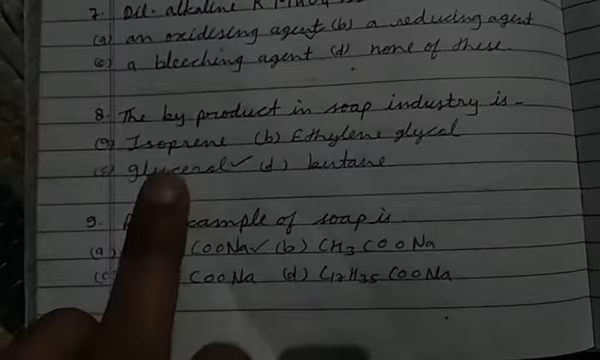 7. Dil. alkaline
(a) an oxidising agent (b) a reducing agent
(c) a bleeching agent (d) none of these.
8. The by product in soap industry is -
(a) Isoprene (b) Ethylene glycol
(c) glycerol ✓ (d) butane
9. example of soap is
(a) COONa ✓ (b) CH3COONa
(c) COONa (d) C17H35COONa